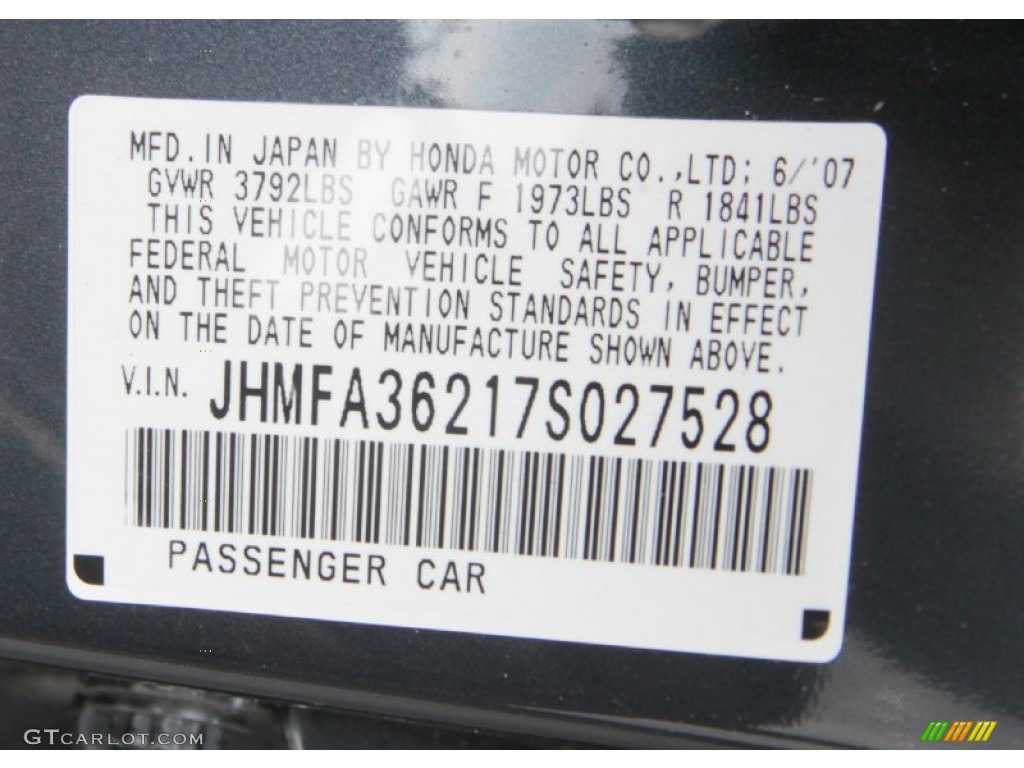 MFD. IN JAPAN BY HONDA MOTOR CO.,LTD; 6/'07
GVWR 3792LBS GAWR F 1973LBS R 1841LBS
THIS VEHICLE CONFORMS TO ALL APPLICABLE
FEDERAL MOTOR VEHICLE SAFETY, BUMPER,
AND THEFT PREVENTION STANDARDS IN EFFECT
ON THE DATE OF MANUFACTURE SHOWN ABOVE.
V.I.N. JHMFA36217S027528
PASSENGER CAR
GTCARLOT.COM